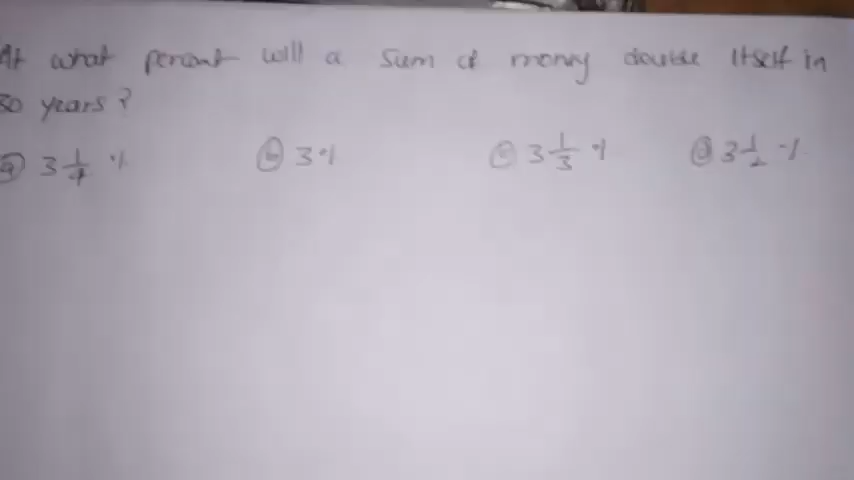 At what percent will a sum of money double itself in
30 years?
(a) 3 1/4 % (b) 3% (c) 3 1/3 % (d) 3 1/2 %